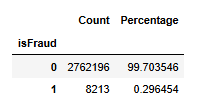 Count Percentage
isFraud
0 2762196 99.703546
1 8213 0.296454